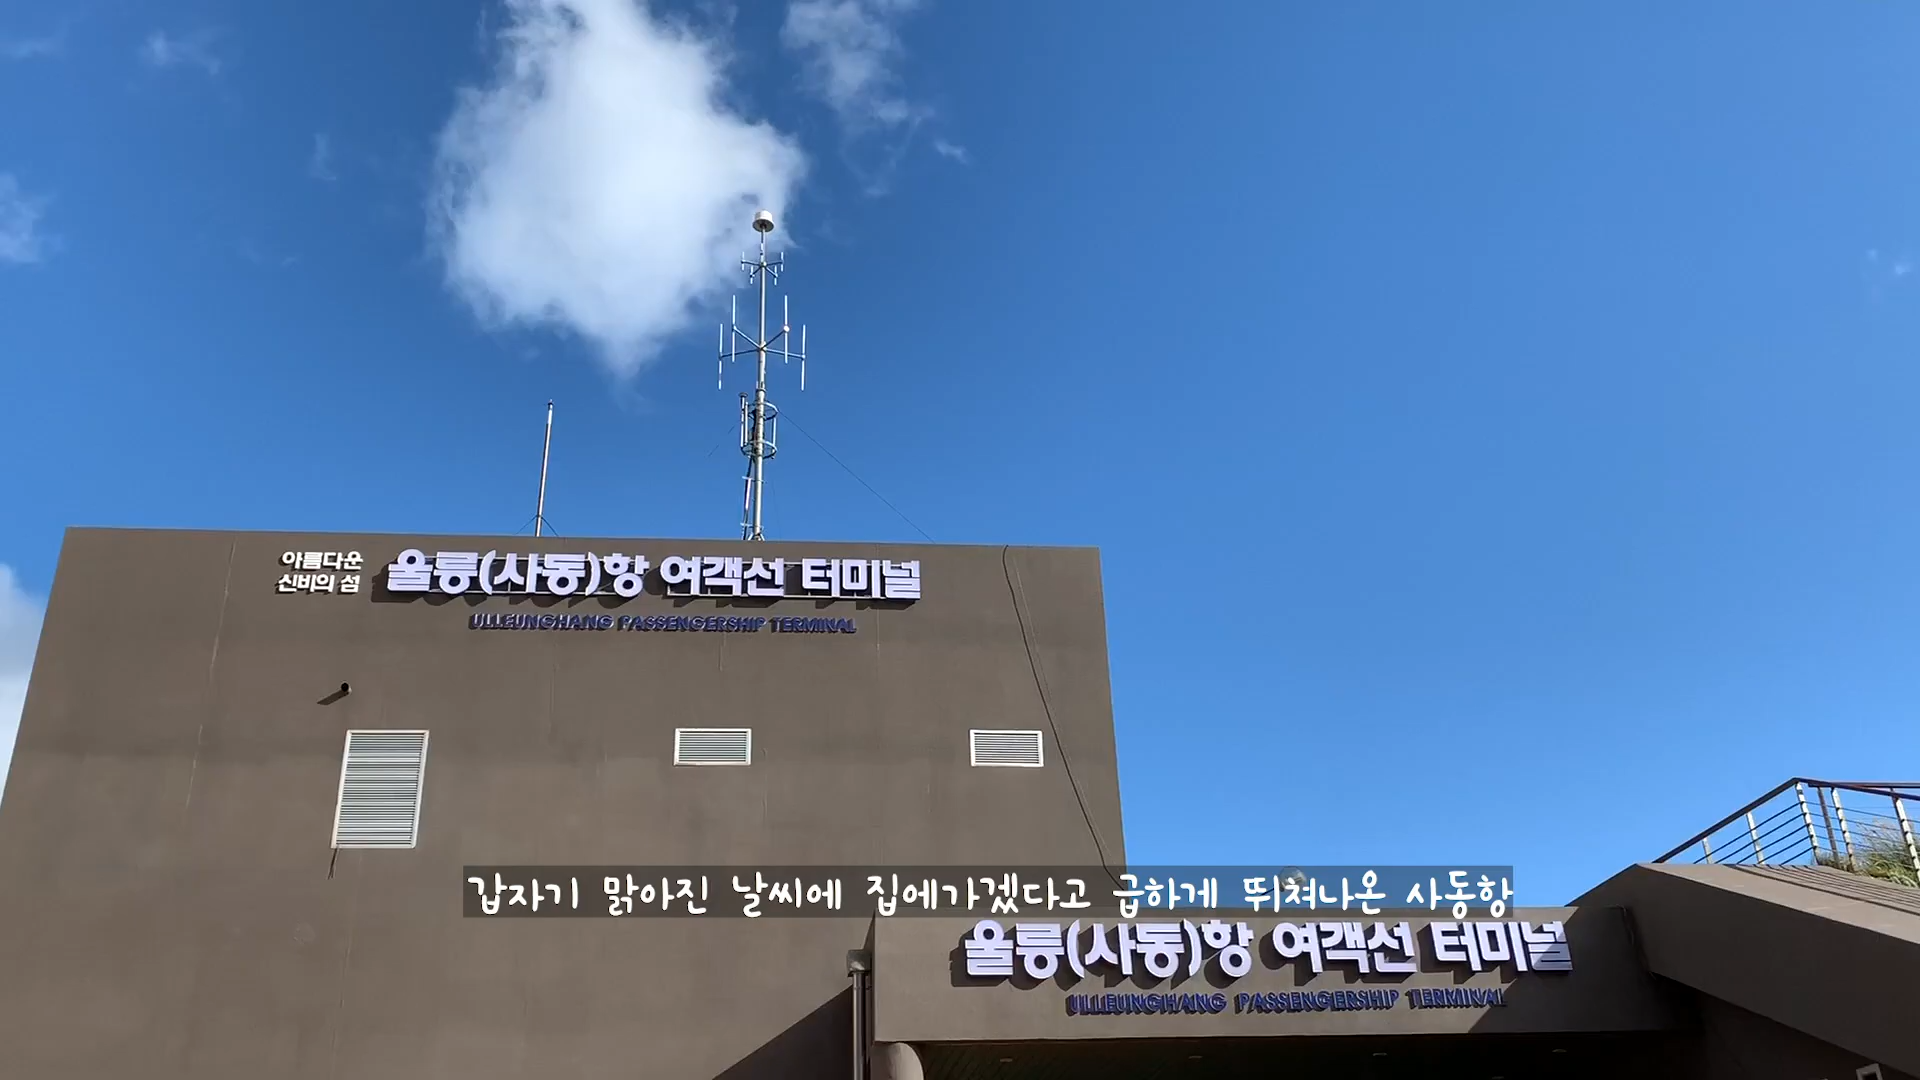 아름다운
신비의 섬
울릉(사동)항 여객선 터미널
ULLEUNGHANG PASSENGERSHIP TERMINAL
갑자기 맑아진 날씨에 집에가겠다고 급하게 뛰쳐나온 사동항
울릉(사동)항 여객선 터미널
ULLEUNGHANG PASSENGERSHIP TERMINAL